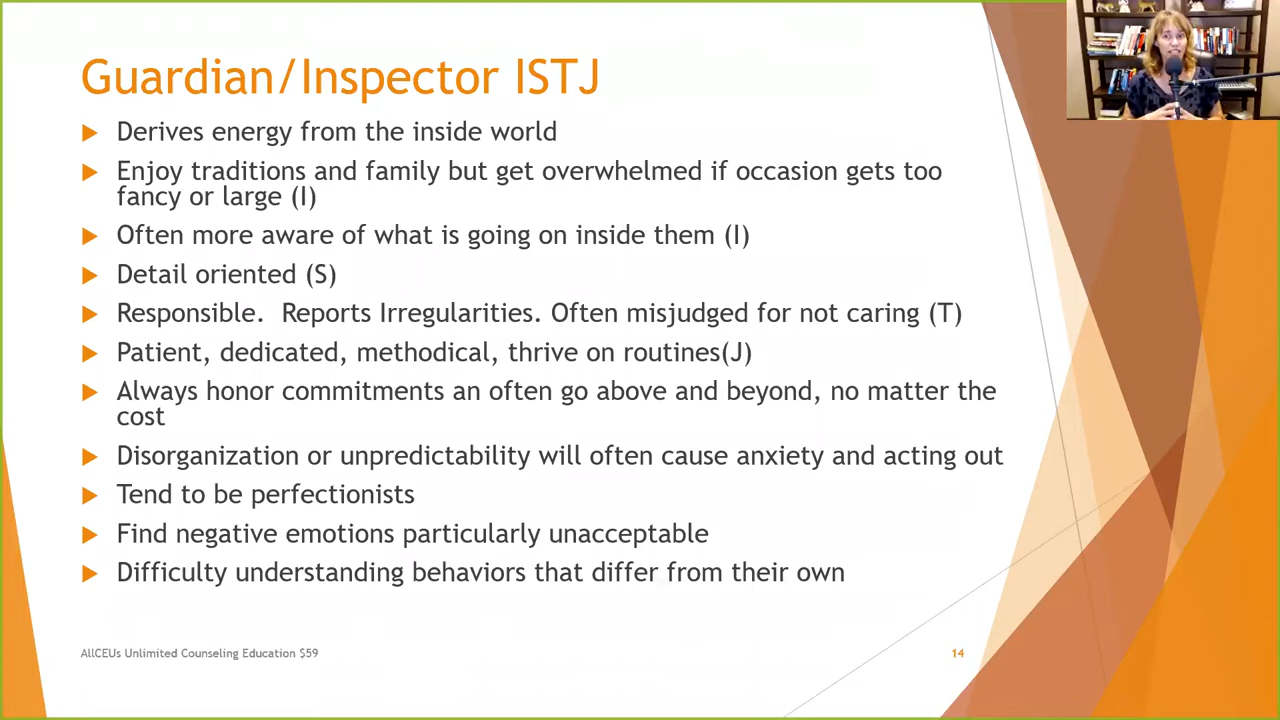 Guardian/Inspector ISTJ
Derives energy from the inside world
Enjoy traditions and family but get overwhelmed if occasion gets too
fancy or large (I)
Often more aware of what is going on inside them (I)
Detail oriented (S)
Responsible.  Reports Irregularities. Often misjudged for not caring (T)
Patient, dedicated, methodical, thrive on routines(J)
Always honor commitments an often go above and beyond, no matter the
cost
Disorganization or unpredictability will often cause anxiety and acting out
Tend to be perfectionists
Find negative emotions particularly unacceptable
Difficulty understanding behaviors that differ from their own
AllCEUs Unlimited Counseling Education $59
14